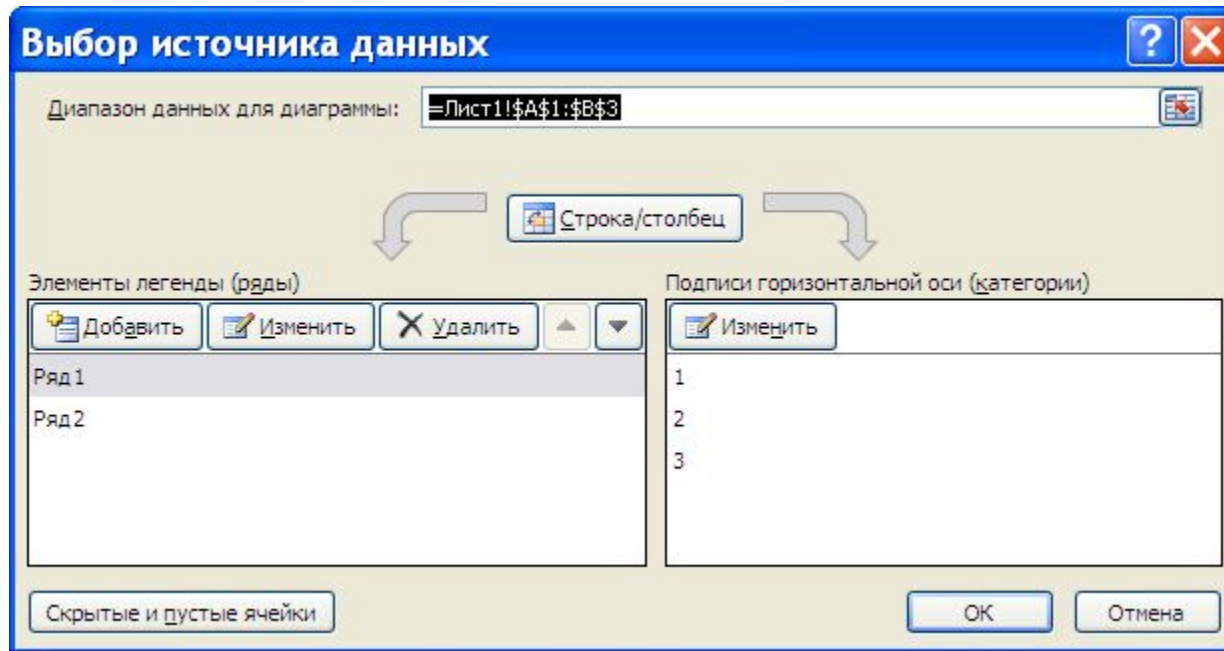 Выбор источника данных
Диапазон данных для диаграммы: =Лист1!$A$1:$B$3
Строка/столбец
Элементы легенды (ряды)
Добавить Изменить Удалить
Ряд1
Ряд2
Подписи горизонтальной оси (категории)
Изменить
1
2
3
Скрытые и пустые ячейки
ОК Отмена